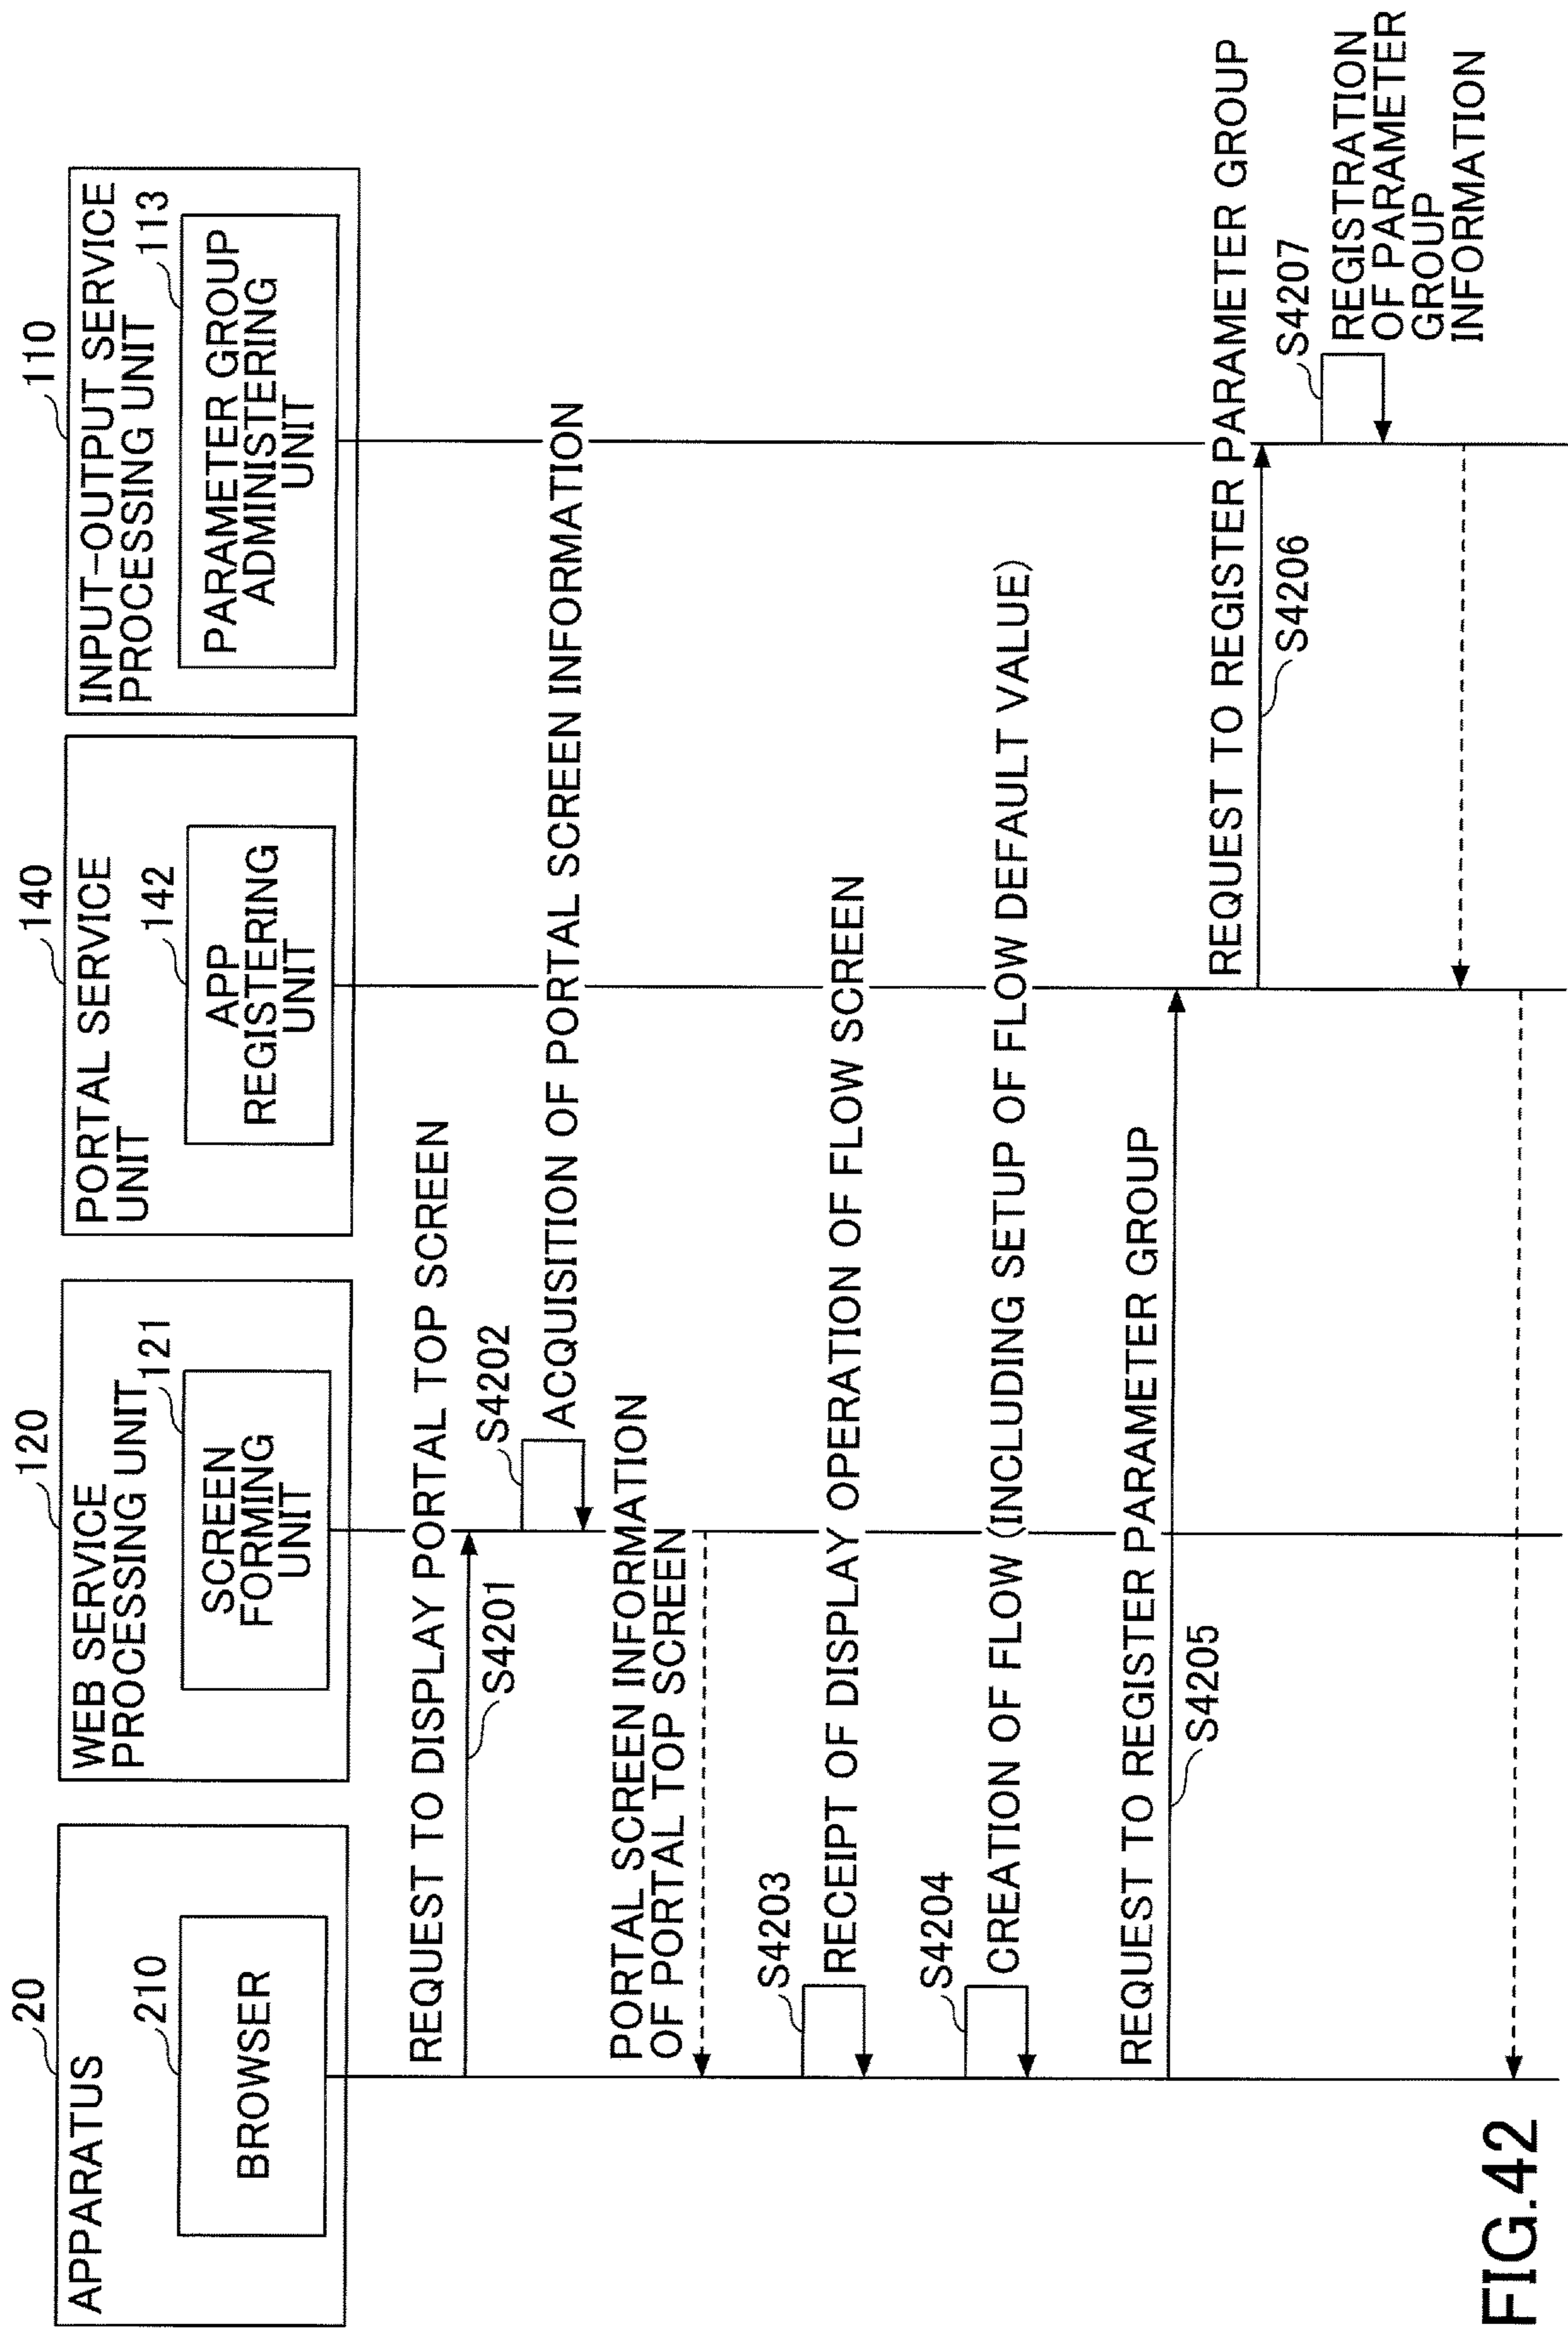 FIG.42
20
APPARATUS
210
BROWSER
120
WEB SERVICE
PROCESSING UNIT
121
SCREEN
FORMING
UNIT
140
PORTAL SERVICE
UNIT
142
APP
REGISTERING
UNIT
110
INPUT-OUTPUT SERVICE
PROCESSING UNIT
113
PARAMETER GROUP
ADMINISTERING
UNIT
REQUEST TO DISPLAY PORTAL TOP SCREEN
S4201
S4202
ACQUISITION OF PORTAL SCREEN INFORMATION
PORTAL SCREEN INFORMATION
OF PORTAL TOP SCREEN
S4203
RECEIPT OF DISPLAY OPERATION OF FLOW SCREEN
S4204
CREATION OF FLOW (INCLUDING SETUP OF FLOW DEFAULT VALUE)
REQUEST TO REGISTER PARAMETER GROUP
S4205
REQUEST TO REGISTER PARAMETER GROUP
S4206
S4207
REGISTRATION
OF PARAMETER
GROUP
INFORMATION